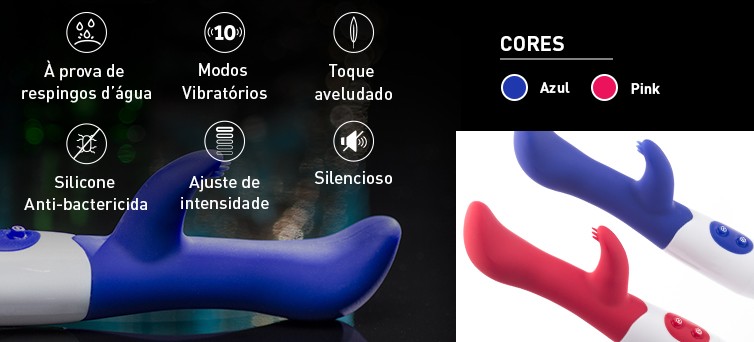 À prova de
respingos d'água
10
Modos
Vibratórios
Toque
aveludado
Silicone
Anti-bactericida
Ajuste de
intensidade
Silencioso
CORES
Azul
Pink